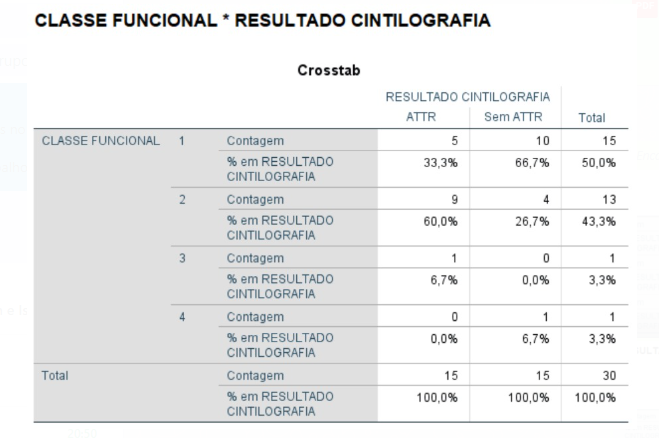 CLASSE FUNCIONAL * RESULTADO CINTILOGRAFIA
Crosstab
RESULTADO CINTILOGRAFIA
ATTR Sem ATTR Total
CLASSE FUNCIONAL 1 Contagem 5 10 15
% em RESULTADO CINTILOGRAFIA 33,3% 66,7% 50,0%
2 Contagem 9 4 13
% em RESULTADO CINTILOGRAFIA 60,0% 26,7% 43,3%
3 Contagem 1 0 1
% em RESULTADO CINTILOGRAFIA 6,7% 0,0% 3,3%
4 Contagem 0 1 1
% em RESULTADO CINTILOGRAFIA 0,0% 6,7% 3,3%
Total Contagem 15 15 30
% em RESULTADO CINTILOGRAFIA 100,0% 100,0% 100,0%